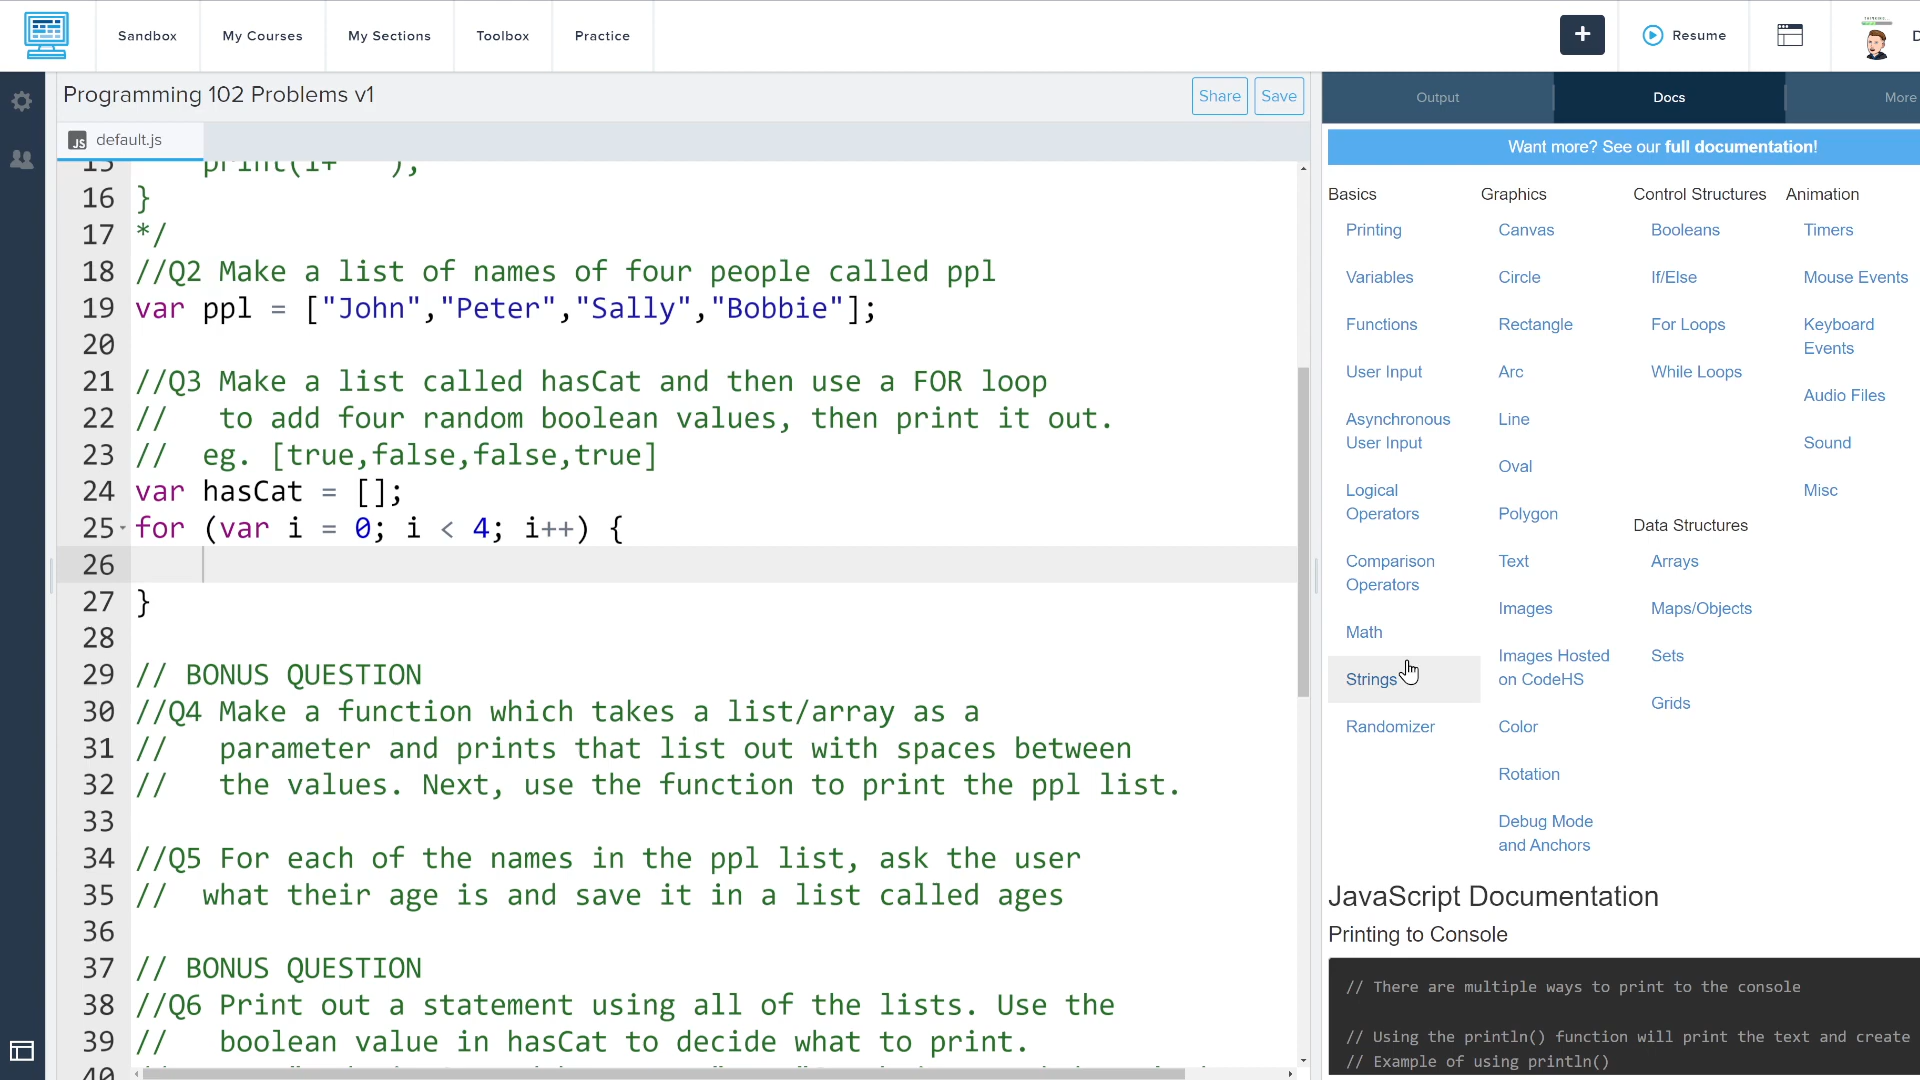 Sandbox
My Courses
My Sections
Toolbox
Practice
+
Resume
Programming 102 Problems v1
Share
Save
Output
Docs
More
JS default.js
16 }
17 */
18 //Q2 Make a list of names of four people called ppl
19 var ppl = ["John","Peter","Sally","Bobbie"];
20
21 //Q3 Make a list called hasCat and then use a FOR loop
22 //   to add four random boolean values, then print it out.
23 //  eg. [true,false,false,true]
24 var hasCat = [];
25 for (var i = 0; i < 4; i++) {
26
27 }
28
29 // BONUS QUESTION
30 //Q4 Make a function which takes a list/array as a
31 //   parameter and prints that list out with spaces between
32 //   the values. Next, use the function to print the ppl list.
33
34 //Q5 For each of the names in the ppl list, ask the user
35 //  what their age is and save it in a list called ages
36
37 // BONUS QUESTION
38 //Q6 Print out a statement using all of the lists. Use the
39 //   boolean value in hasCat to decide what to print.
40
Want more? See our full documentation!
Basics
Printing
Variables
Functions
User Input
Asynchronous
User Input
Logical
Operators
Comparison
Operators
Math
Strings
Randomizer
Graphics
Canvas
Circle
Rectangle
Arc
Line
Oval
Polygon
Text
Images
Images Hosted
on CodeHS
Color
Rotation
Debug Mode
and Anchors
Control Structures
Booleans
If/Else
For Loops
While Loops
Data Structures
Arrays
Maps/Objects
Sets
Grids
Animation
Timers
Mouse Events
Keyboard
Events
Audio Files
Sound
Misc
JavaScript Documentation
Printing to Console
// There are multiple ways to print to the console
// Using the println() function will print the text and create
// Example of using println()